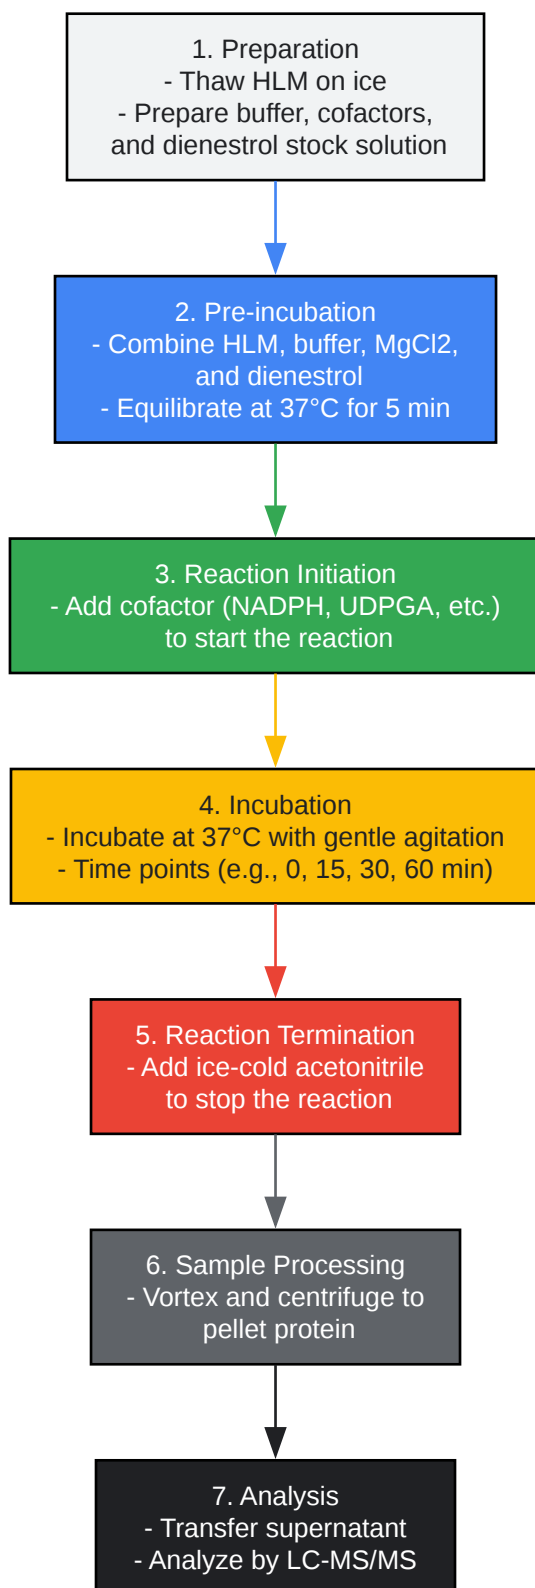 1. Preparation
- Thaw HLM on ice
- Prepare buffer, cofactors,
and dienestrol stock solution
2. Pre-incubation
- Combine HLM, buffer, MgCl2,
and dienestrol
- Equilibrate at 37°C for 5 min
3. Reaction Initiation
- Add cofactor (NADPH, UDPGA, etc.)
to start the reaction
4. Incubation
- Incubate at 37°C with gentle agitation
- Time points (e.g., 0, 15, 30, 60 min)
5. Reaction Termination
- Add ice-cold acetonitrile
to stop the reaction
6. Sample Processing
- Vortex and centrifuge to
pellet protein
7. Analysis
- Transfer supernatant
- Analyze by LC-MS/MS